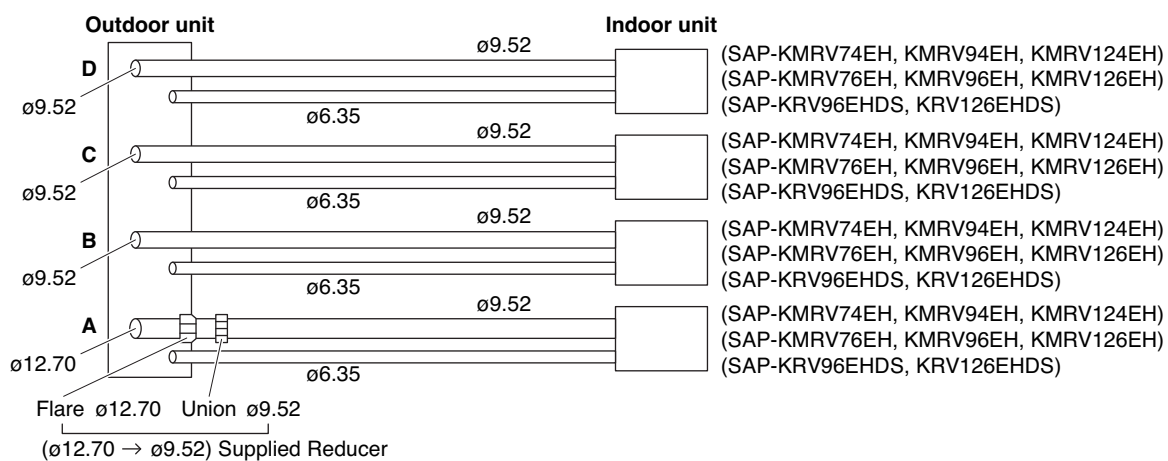 Outdoor unit
Indoor unit
ø9.52
D
ø9.52
ø6.35
(SAP-KMRV74EH, KMRV94EH, KMRV124EH)
(SAP-KMRV76EH, KMRV96EH, KMRV126EH)
(SAP-KRV96EHDS, KRV126EHDS)
ø9.52
C
ø9.52
ø6.35
(SAP-KMRV74EH, KMRV94EH, KMRV124EH)
(SAP-KMRV76EH, KMRV96EH, KMRV126EH)
(SAP-KRV96EHDS, KRV126EHDS)
ø9.52
B
ø9.52
ø6.35
(SAP-KMRV74EH, KMRV94EH, KMRV124EH)
(SAP-KMRV76EH, KMRV96EH, KMRV126EH)
(SAP-KRV96EHDS, KRV126EHDS)
ø9.52
A
ø12.70
ø6.35
(SAP-KMRV74EH, KMRV94EH, KMRV124EH)
(SAP-KMRV76EH, KMRV96EH, KMRV126EH)
(SAP-KRV96EHDS, KRV126EHDS)
Flare ø12.70 Union ø9.52
(ø12.70 → ø9.52) Supplied Reducer